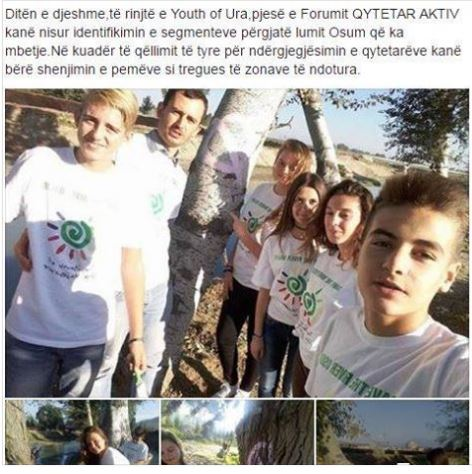 Ditën e djeshme,të rinjtë e Youth of Ura,pjesë e Forumit QYTETAR AKTIV
kanë nisur identifikimin e segmenteve përgjatë lumit Osum që ka
mbetje.Në kuadër të qëllimit të tyre për ndërgjegjësimin e qytetarëve kanë
bërë shenjimin e pemëve si tregues të zonave të ndotura.